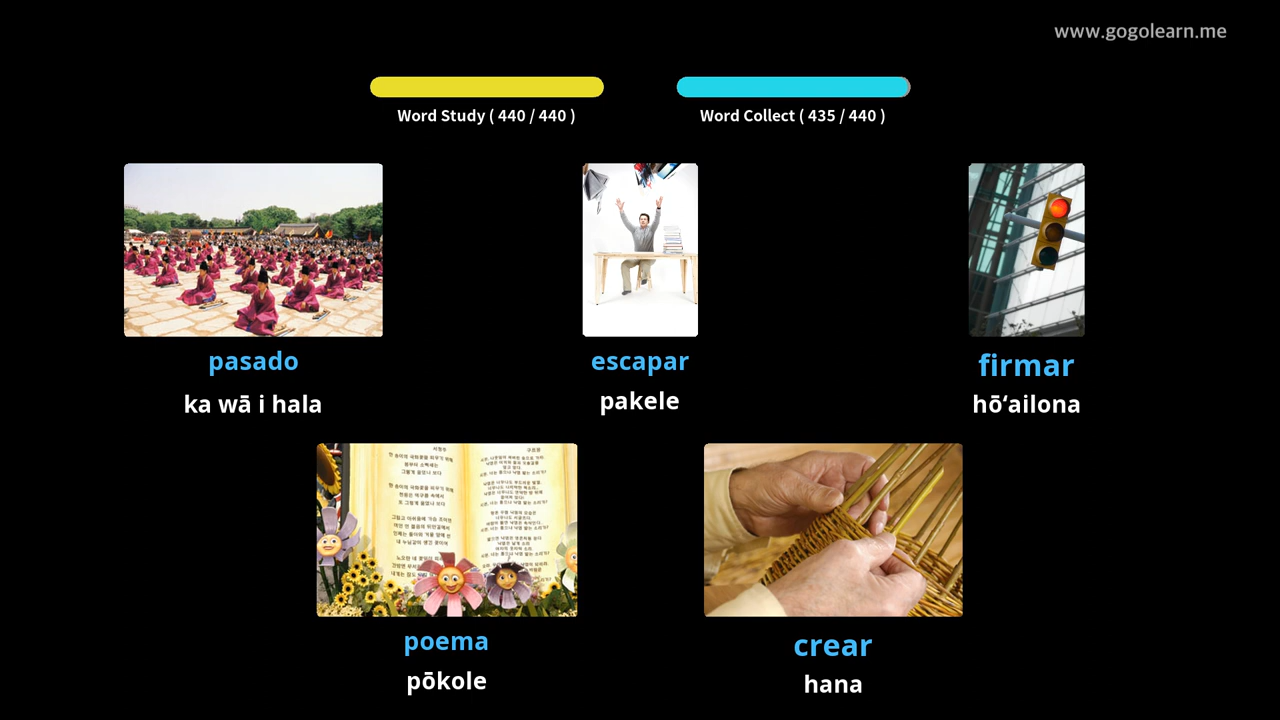 www.gogolearn.me
Word Study ( 440 / 440 )
Word Collect ( 435 / 440 )
pasado
ka wā i hala
escapar
pakele
firmar
hōʻailona
poema
pōkole
crear
hana